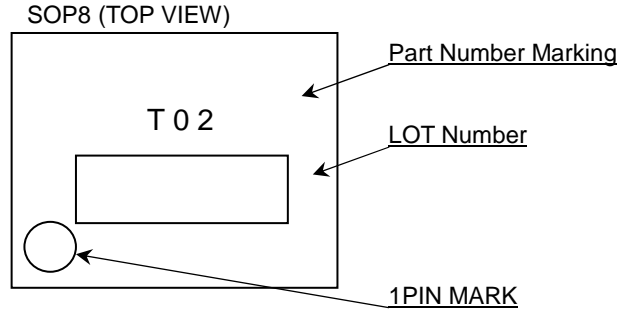 SOP8 (TOP VIEW)
Part Number Marking
T 0 2
LOT Number
1PIN MARK